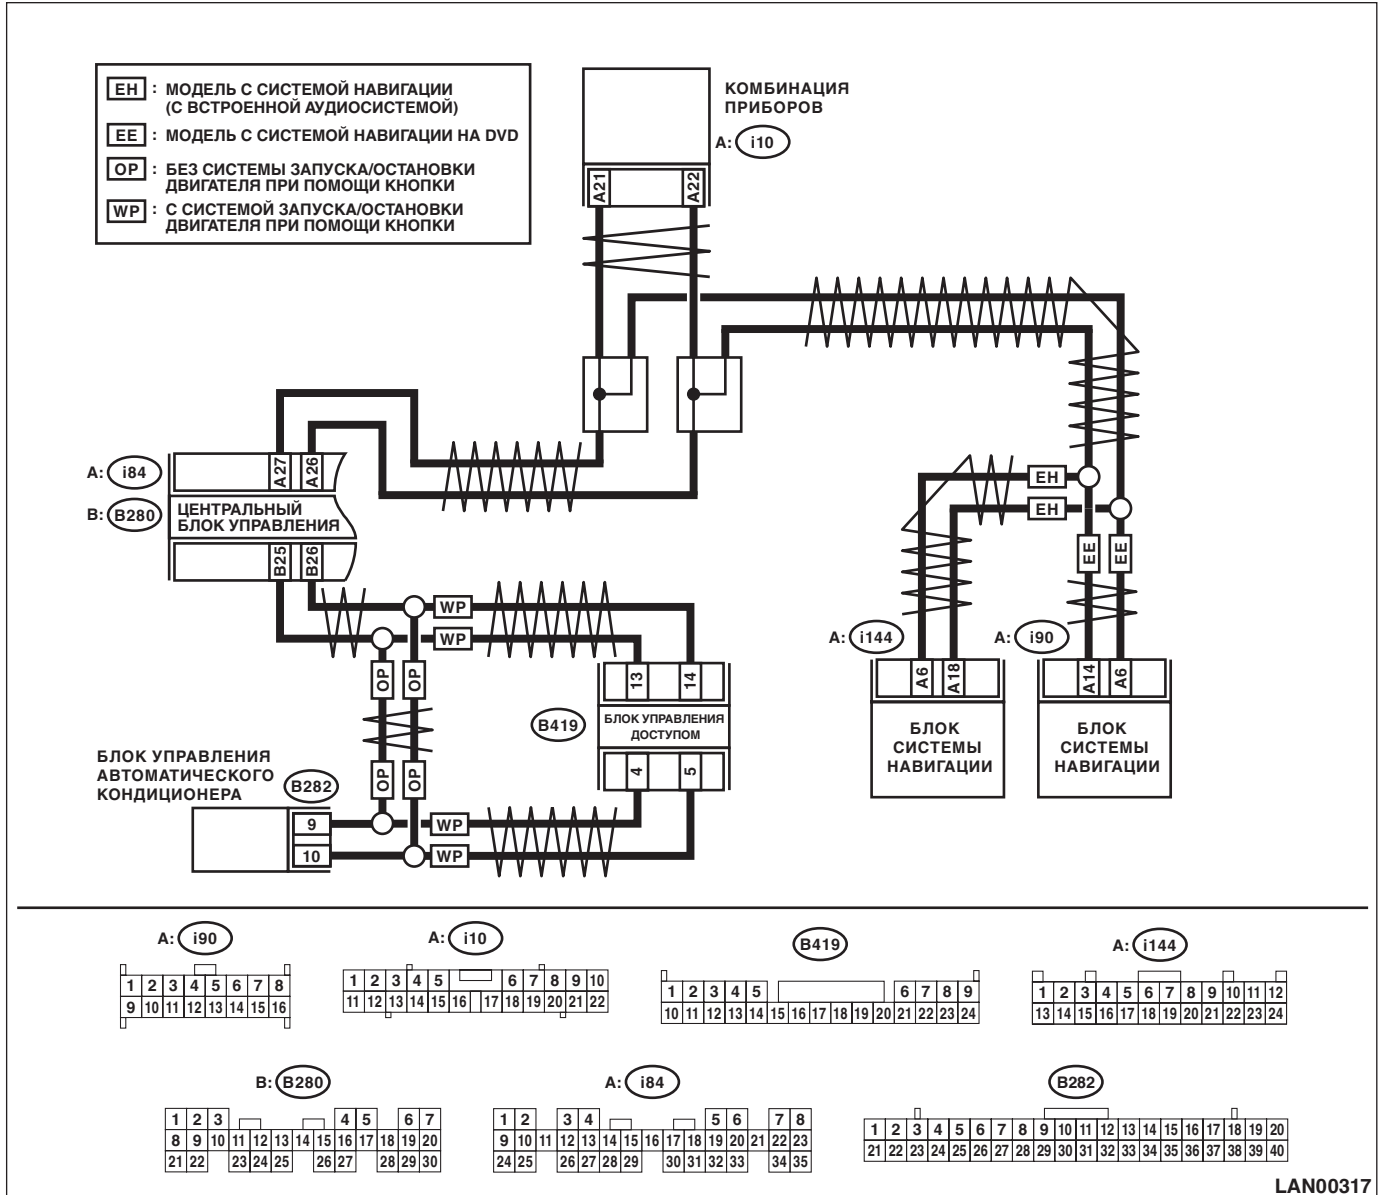 EH : МОДЕЛЬ С СИСТЕМОЙ НАВИГАЦИИ
(С ВСТРОЕННОЙ АУДИОСИСТЕМОЙ)
EE : МОДЕЛЬ С СИСТЕМОЙ НАВИГАЦИИ НА DVD
OP : БЕЗ СИСТЕМЫ ЗАПУСКА/ОСТАНОВКИ
ДВИГАТЕЛЯ ПРИ ПОМОЩИ КНОПКИ
WP : С СИСТЕМОЙ ЗАПУСКА/ОСТАНОВКИ
ДВИГАТЕЛЯ ПРИ ПОМОЩИ КНОПКИ
КОМБИНАЦИЯ
ПРИБОРОВ
A: i10
A21 A22
A: i84
A27 A26
B: B280
ЦЕНТРАЛЬНЫЙ
БЛОК УПРАВЛЕНИЯ
B25 B26
EH
EH
EE EE
WP
WP
OP OP
A: i144
A: i90
A6 A18
A14 A6
13 14
B419
БЛОК УПРАВЛЕНИЯ
ДОСТУПОМ
4 5
БЛОК
СИСТЕМЫ
НАВИГАЦИИ
БЛОК
СИСТЕМЫ
НАВИГАЦИИ
БЛОК УПРАВЛЕНИЯ
АВТОМАТИЧЕСКОГО
КОНДИЦИОНЕРА
B282
OP OP
9
WP
10
WP
A: i90
1 2 3 4 5 6 7 8
9 10 11 12 13 14 15 16
A: i10
1 2 3 4 5 6 7 8 9 10
11 12 13 14 15 16 17 18 19 20 21 22
B419
1 2 3 4 5 6 7 8 9
10 11 12 13 14 15 16 17 18 19 20 21 22 23 24
A: i144
1 2 3 4 5 6 7 8 9 10 11 12
13 14 15 16 17 18 19 20 21 22 23 24
B: B280
1 2 3 4 5 6 7
8 9 10 11 12 13 14 15 16 17 18 19 20
21 22 23 24 25 26 27 28 29 30
A: i84
1 2 3 4 5 6 7 8
9 10 11 12 13 14 15 16 17 18 19 20 21 22 23
24 25 26 27 28 29 30 31 32 33 34 35
B282
1 2 3 4 5 6 7 8 9 10 11 12 13 14 15 16 17 18 19 20
21 22 23 24 25 26 27 28 29 30 31 32 33 34 35 36 37 38 39 40
LAN00317